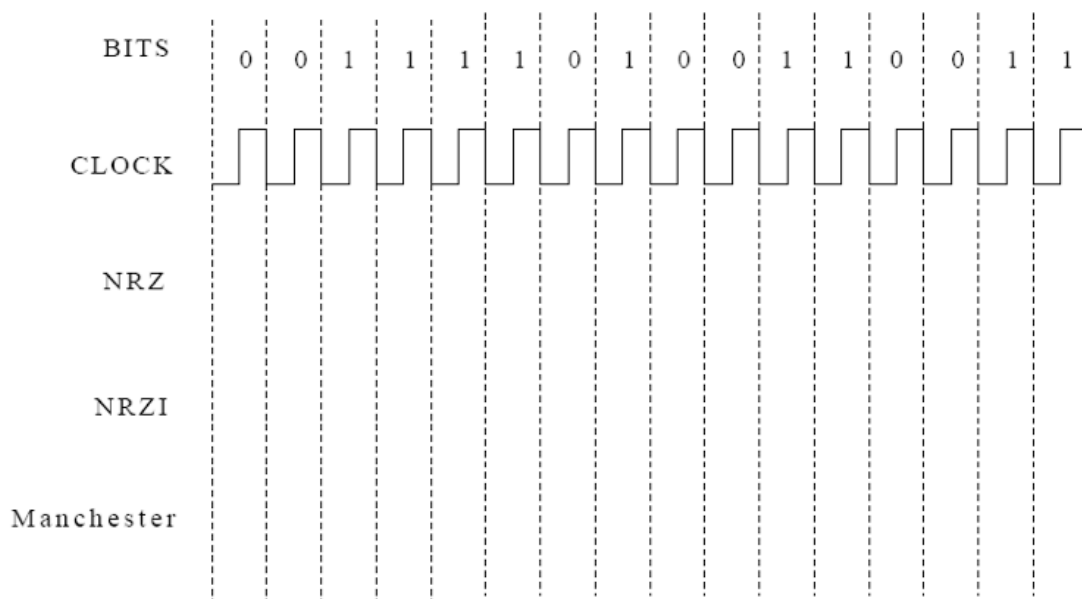 BITS 0 0 1 1 1 1 0 1 0 0 1 1 0 0 1 1
CLOCK
NRZ
NRZI
Manchester